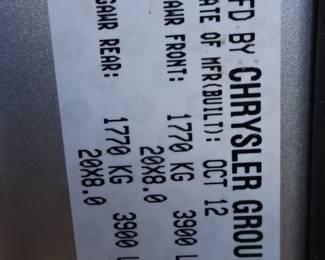 FD BY CHRYSLER GROU
ATE OF MFR(BUILT): OCT 12
AWR FRONT: 1770 KG 3900 L
20X8.0
GAWR REAR: 1770 KG 3900 L
20X8.0